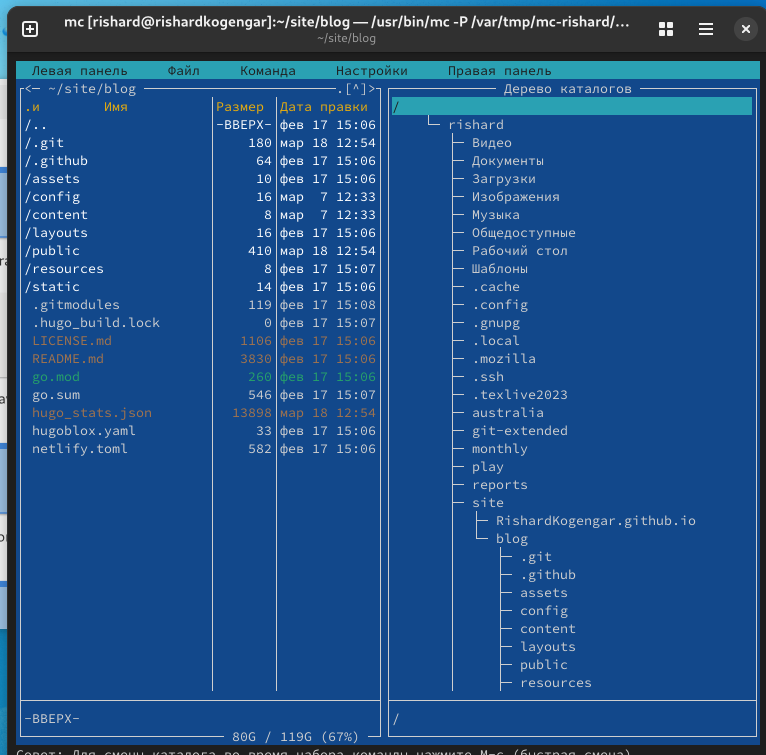 mc [rishard@rishardkogengar]:~/site/blog — /usr/bin/mc -P /var/tmp/mc-rishard/…
~/site/blog
Левая панель Файл Команда Настройки Правая панель
<— ~/site/blog .[^]>
.и Имя Размер Дата правки
/.. -ВВЕРХ- фев 17 15:06
/.git 180 мар 18 12:54
/.github 64 фев 17 15:06
/assets 10 фев 17 15:06
/config 16 мар 7 12:33
/content 8 мар 7 12:33
/layouts 16 фев 17 15:06
/public 410 мар 18 12:54
/resources 8 фев 17 15:07
/static 14 фев 17 15:06
.gitmodules 119 фев 17 15:08
.hugo_build.lock 0 фев 17 15:07
LICENSE.md 1106 фев 17 15:06
README.md 3830 фев 17 15:06
go.mod 260 фев 17 15:06
go.sum 546 фев 17 15:07
hugo_stats.json 13898 мар 18 12:54
hugoblox.yaml 33 фев 17 15:06
netlify.toml 582 фев 17 15:06
-ВВЕРХ-
80G / 119G (67%)
Дерево каталогов
/
rishard
Видео
Документы
Загрузки
Изображения
Музыка
Общедоступные
Рабочий стол
Шаблоны
.cache
.config
.gnupg
.local
.mozilla
.ssh
.texlive2023
australia
git-extended
monthly
play
reports
site
RishardKogengar.github.io
blog
.git
.github
assets
config
content
layouts
public
resources
/
Совет: Для смены каталога во время набора команды нажмите M-c (быстрая смена)